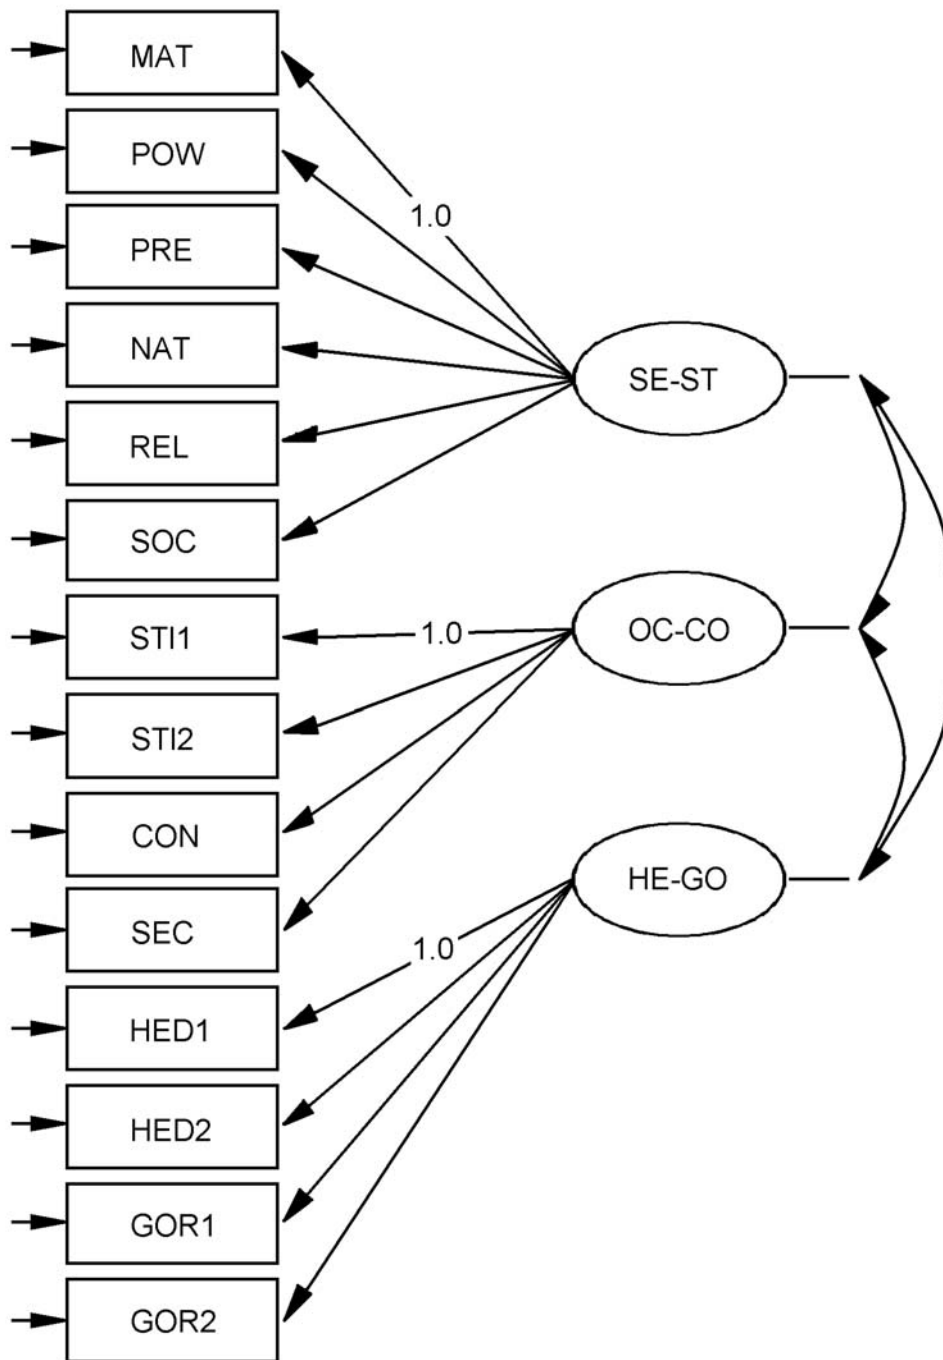 MAT
POW
1.0
PRE
NAT
SE-ST
REL
SOC
STI1
1.0
OC-CO
STI2
CON
HE-GO
SEC
1.0
HED1
HED2
GOR1
GOR2